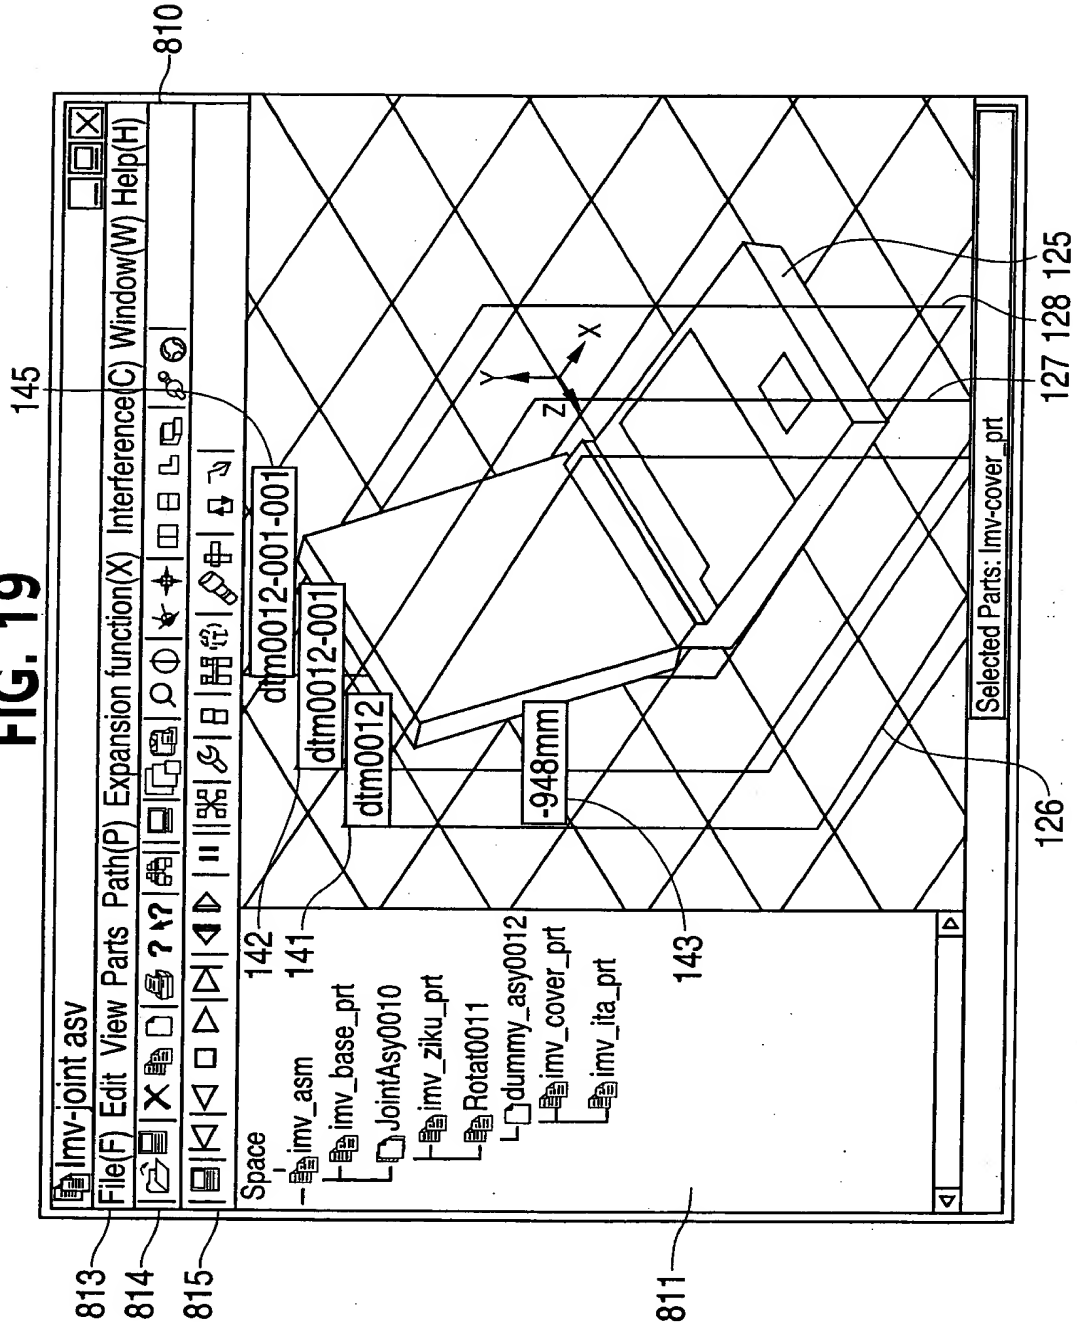 FIG. 19
810
Imv-joint asv
813
File(F) Edit View Parts Path(P) Expansion function(X) Interference(C) Window(W) Help(H)
814
815
145
Space
imv_asm
imv_base_prt
JointAsy0010
imv_ziku_prt
Rotat0011
dummy_asy0012
imv_cover_prt
imv_ita_prt
811
142
141
143
dtm0012-001-001
dtm0012-001
dtm0012
-948mm
Y
X
Z
125
128
127
126
Selected Parts: Imv-cover_prt